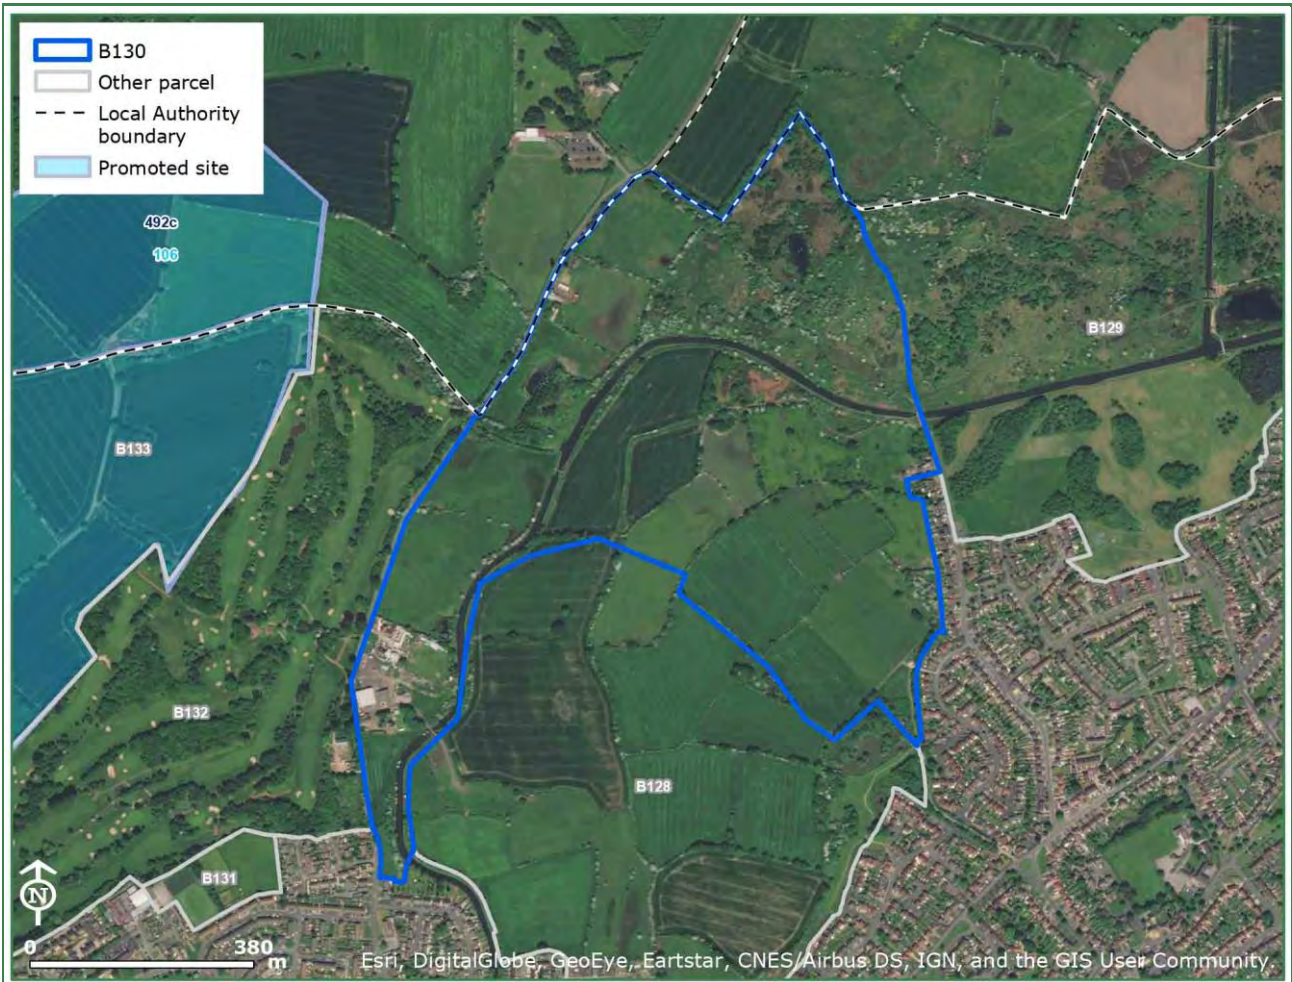 B130
Other parcel
Local Authority
boundary
Promoted site
492c
106
B129
B133
B132
B128
B131
N
0 380
m
Esri, DigitalGlobe, GeoEye, Eartstar, CNES/Airbus DS, IGN, and the GIS User Community.